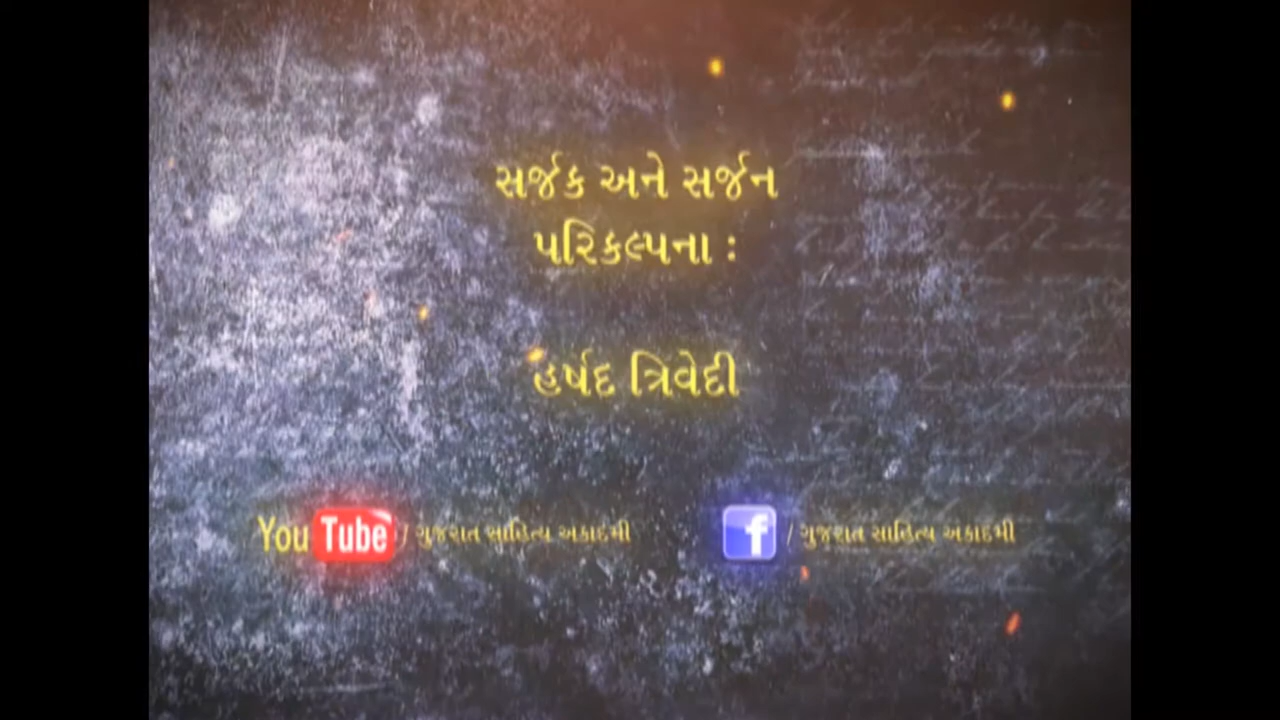 સર્જક અને સર્જન
પરિકલ્પના :
હર્ષદ ત્રિવેદી
YouTube / ગુજરાત સાહિત્ય અકાદમી
f / ગુજરાત સાહિત્ય અકાદમી